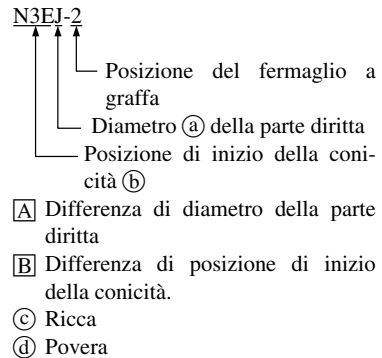 N3EJ-2
Posizione del fermaglio a
graffa
Diametro ⓐ della parte diritta
Posizione di inizio della coni-
cità ⓑ
A Differenza di diametro della parte
diritta
B Differenza di posizione di inizio
della conicità.
ⓒ Ricca
ⓓ Povera